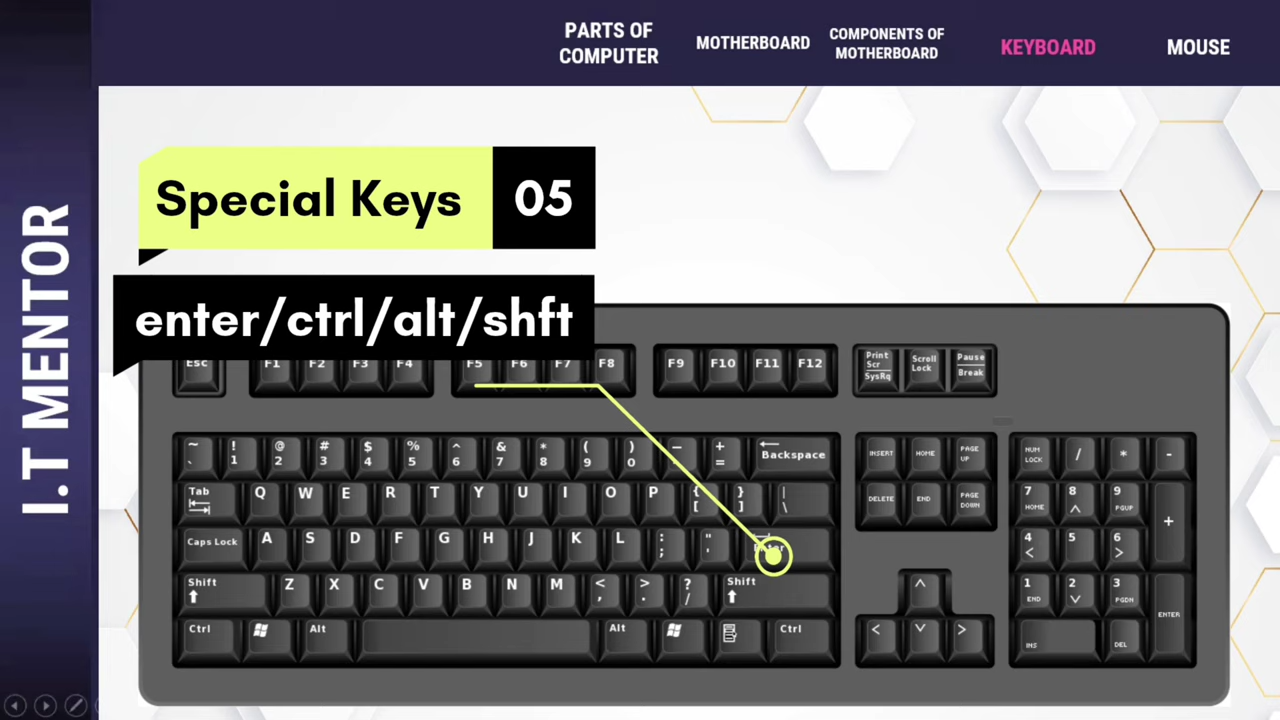 PARTS OF
COMPUTER
MOTHERBOARD
COMPONENTS OF
MOTHERBOARD
KEYBOARD
MOUSE
I.T MENTOR
Special Keys 05
enter/ctrl/alt/shft
Esc F1 F2 F3 F4 F5 F6 F7 F8 F9 F10 F11 F12
Print
Scr
SysRq
Scroll
Lock
Pause
Break
~ ! @ # $ % ^ & * ( ) _ +
` 1 2 3 4 5 6 7 8 9 0 - =
Backspace
INSERT HOME PAGE
UP
NUM
LOCK
/ * -
Tab Q W E R T Y U I O P { } |
[ ] \
DELETE END PAGE
DOWN
7 8 9
HOME ^ PGUP
+
Caps Lock A S D F G H J K L : "
; '
Enter
4 5 6
< >
Shift Z X C V B N M < > ?
, . /
Shift
^
1 2 3
END v PGDN
ENTER
Ctrl Alt Alt Ctrl
< v >
INS DEL